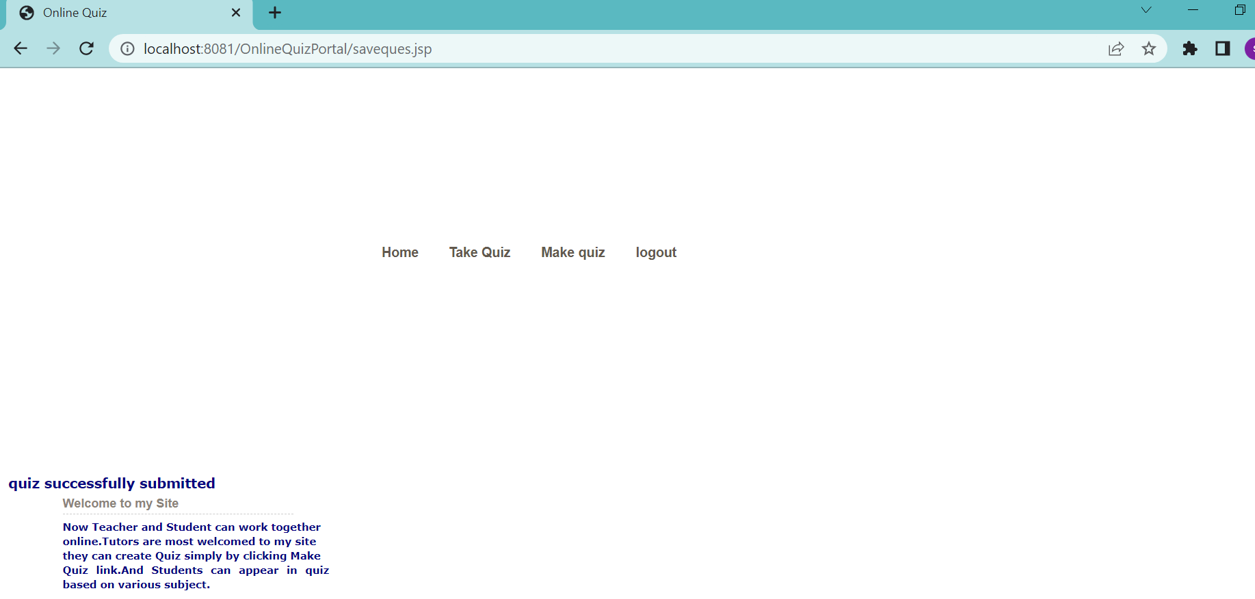 Online Quiz
localhost:8081/OnlineQuizPortal/saveques.jsp
Home Take Quiz Make quiz logout
quiz successfully submitted
Welcome to my Site
Now Teacher and Student can work together
online.Tutors are most welcomed to my site
they can create Quiz simply by clicking Make
Quiz link.And Students can appear in quiz
based on various subject.